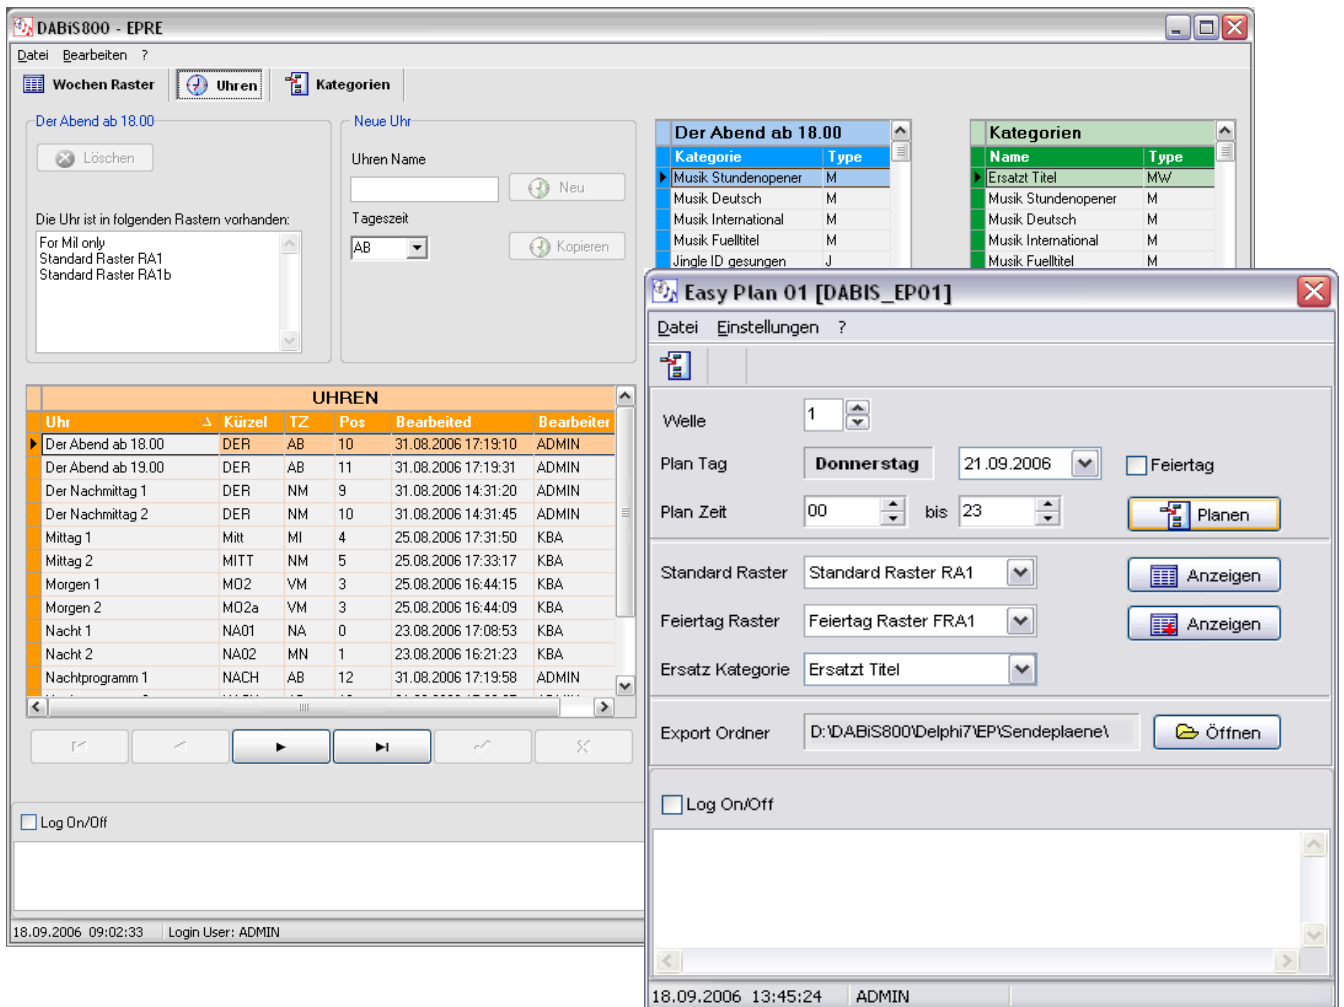 DABiS800 - EPRE
Datei Bearbeiten ?
Wochen Raster Uhren Kategorien
Der Abend ab 18.00
Löschen
Die Uhr ist in folgenden Rastern vorhanden:
For Mil only
Standard Raster RA1
Standard Raster RA1b
Neue Uhr
Uhren Name
Neu
Tageszeit
AB Kopieren
Der Abend ab 18.00
Kategorie Type
Musik Stundenopener M
Musik Deutsch M
Musik International M
Musik Fuelltitel M
Jingle ID gesungen J
Kategorien
Name Type
Ersatzt Titel MW
Musik Stundenopener M
Musik Deutsch M
Musik International M
Musik Fuelltitel M
UHREN
Uhr Kürzel TZ Pos Bearbeited Bearbeiter
Der Abend ab 18.00 DER AB 10 31.08.2006 17:19:10 ADMIN
Der Abend ab 19.00 DER AB 11 31.08.2006 17:19:31 ADMIN
Der Nachmittag 1 DER NM 9 31.08.2006 14:31:20 ADMIN
Der Nachmittag 2 DER NM 10 31.08.2006 14:31:45 ADMIN
Mittag 1 Mitt MI 4 25.08.2006 17:31:50 KBA
Mittag 2 MITT NM 5 25.08.2006 17:33:17 KBA
Morgen 1 MO2 VM 3 25.08.2006 16:44:15 KBA
Morgen 2 MO2a VM 3 25.08.2006 16:44:09 KBA
Nacht 1 NA01 NA 0 23.08.2006 17:08:53 KBA
Nacht 2 NA02 MN 1 23.08.2006 16:21:23 KBA
Nachtprogramm 1 NACH AB 12 31.08.2006 17:19:58 ADMIN
Log On/Off
18.09.2006 09:02:33 Login User: ADMIN
Easy Plan 01 [DABIS_EP01]
Datei Einstellungen ?
Welle 1
Plan Tag Donnerstag 21.09.2006 Feiertag
Plan Zeit 00 bis 23 Planen
Standard Raster Standard Raster RA1 Anzeigen
Feiertag Raster Feiertag Raster FRA1 Anzeigen
Ersatz Kategorie Ersatzt Titel
Export Ordner D:\DABiS800\Delphi7\EP\Sendeplaene\ Öffnen
Log On/Off
18.09.2006 13:45:24 ADMIN